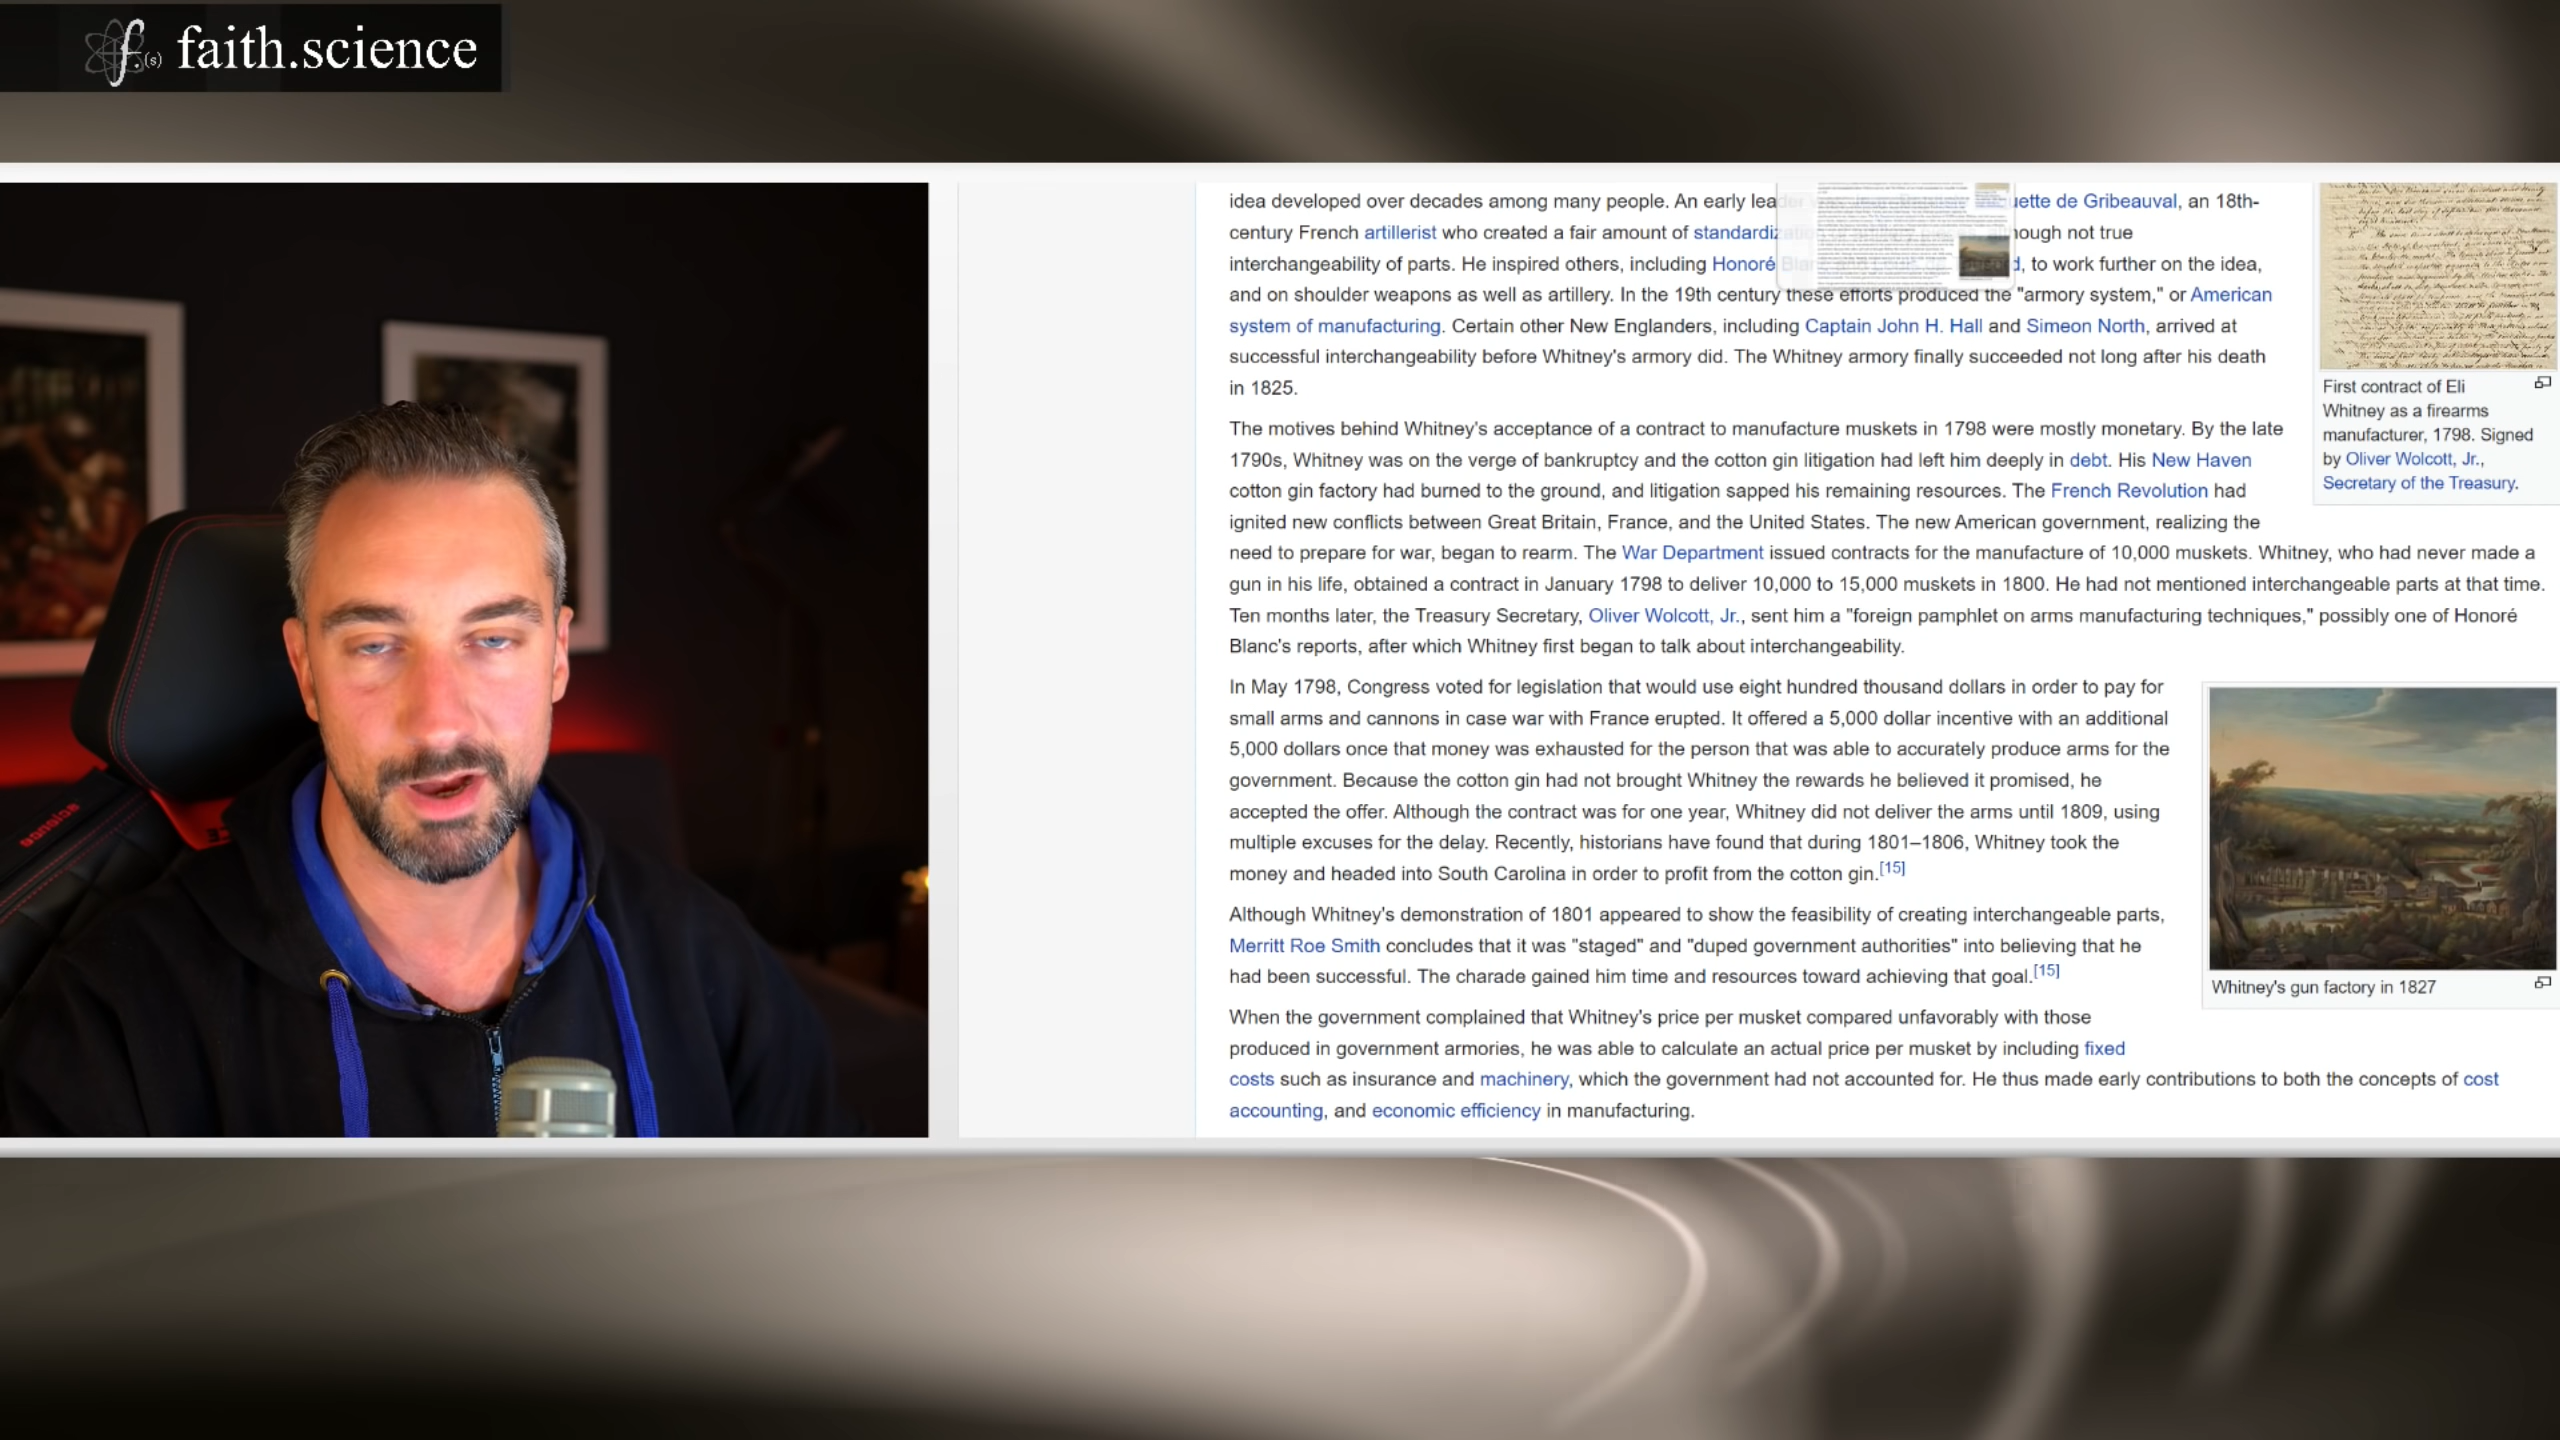 f(s) faith.science
idea developed over decades among many people. An early leader uette de Gribeauval, an 18th-
century French artillerist who created a fair amount of standardiz hough not true
interchangeability of parts. He inspired others, including Honoré Blan d, to work further on the idea,
and on shoulder weapons as well as artillery. In the 19th century these efforts produced the "armory system," or American
system of manufacturing. Certain other New Englanders, including Captain John H. Hall and Simeon North, arrived at
successful interchangeability before Whitney's armory did. The Whitney armory finally succeeded not long after his death
in 1825.
The motives behind Whitney's acceptance of a contract to manufacture muskets in 1798 were mostly monetary. By the late
1790s, Whitney was on the verge of bankruptcy and the cotton gin litigation had left him deeply in debt. His New Haven
cotton gin factory had burned to the ground, and litigation sapped his remaining resources. The French Revolution had
ignited new conflicts between Great Britain, France, and the United States. The new American government, realizing the
need to prepare for war, began to rearm. The War Department issued contracts for the manufacture of 10,000 muskets. Whitney, who had never made a
gun in his life, obtained a contract in January 1798 to deliver 10,000 to 15,000 muskets in 1800. He had not mentioned interchangeable parts at that time.
Ten months later, the Treasury Secretary, Oliver Wolcott, Jr., sent him a "foreign pamphlet on arms manufacturing techniques," possibly one of Honoré
Blanc's reports, after which Whitney first began to talk about interchangeability.
In May 1798, Congress voted for legislation that would use eight hundred thousand dollars in order to pay for
small arms and cannons in case war with France erupted. It offered a 5,000 dollar incentive with an additional
5,000 dollars once that money was exhausted for the person that was able to accurately produce arms for the
government. Because the cotton gin had not brought Whitney the rewards he believed it promised, he
accepted the offer. Although the contract was for one year, Whitney did not deliver the arms until 1809, using
multiple excuses for the delay. Recently, historians have found that during 1801–1806, Whitney took the
money and headed into South Carolina in order to profit from the cotton gin.[15]
Although Whitney's demonstration of 1801 appeared to show the feasibility of creating interchangeable parts,
Merritt Roe Smith concludes that it was "staged" and "duped government authorities" into believing that he
had been successful. The charade gained him time and resources toward achieving that goal.[15]
When the government complained that Whitney's price per musket compared unfavorably with those
produced in government armories, he was able to calculate an actual price per musket by including fixed
costs such as insurance and machinery, which the government had not accounted for. He thus made early contributions to both the concepts of cost
accounting, and economic efficiency in manufacturing.
First contract of Eli
Whitney as a firearms
manufacturer, 1798. Signed
by Oliver Wolcott, Jr.,
Secretary of the Treasury.
Whitney's gun factory in 1827
science